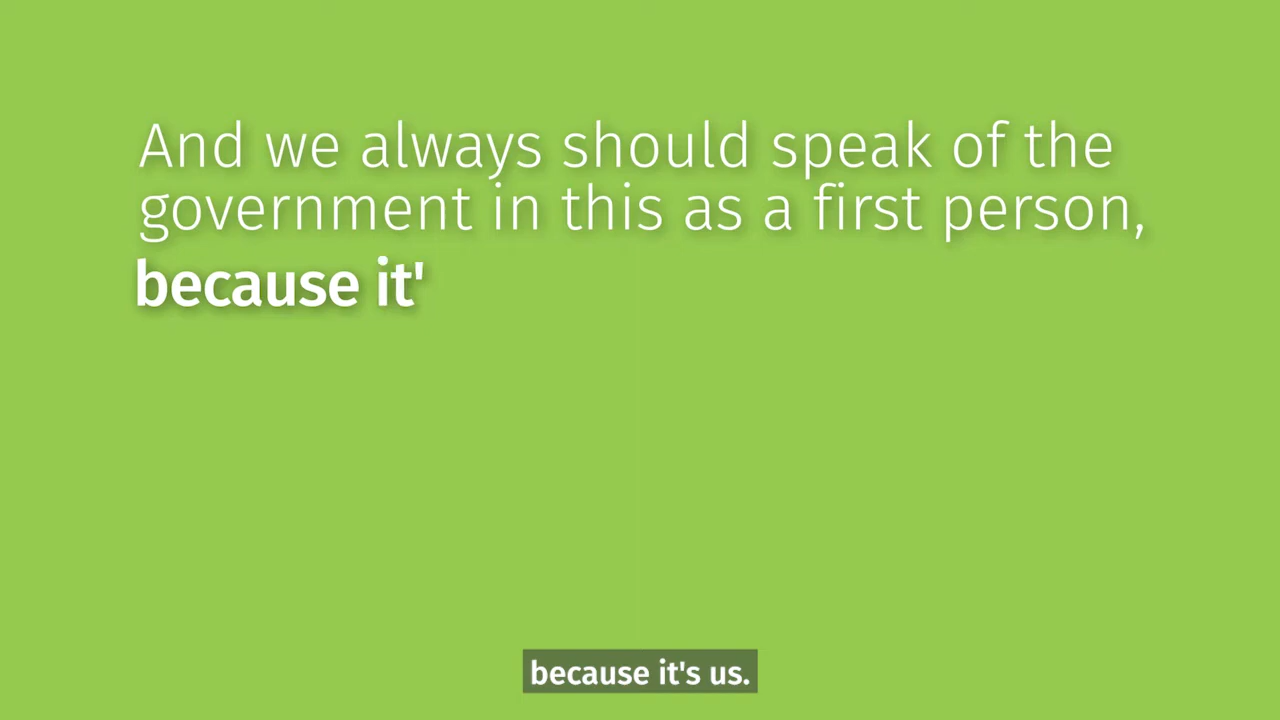 And we always should speak of the
government in this as a first person,
because it'
because it's us.